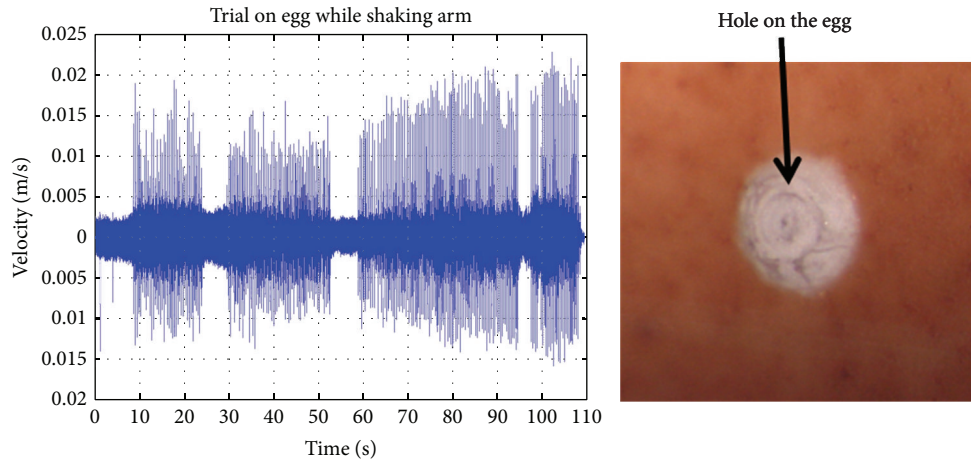 Trial on egg while shaking arm
0.025
0.02
0.015
0.01
0.005
0
0.005
0.01
0.015
0.02
Velocity (m/s)
0 10 20 30 40 50 60 70 80 90 100 110
Time (s)
Hole on the egg